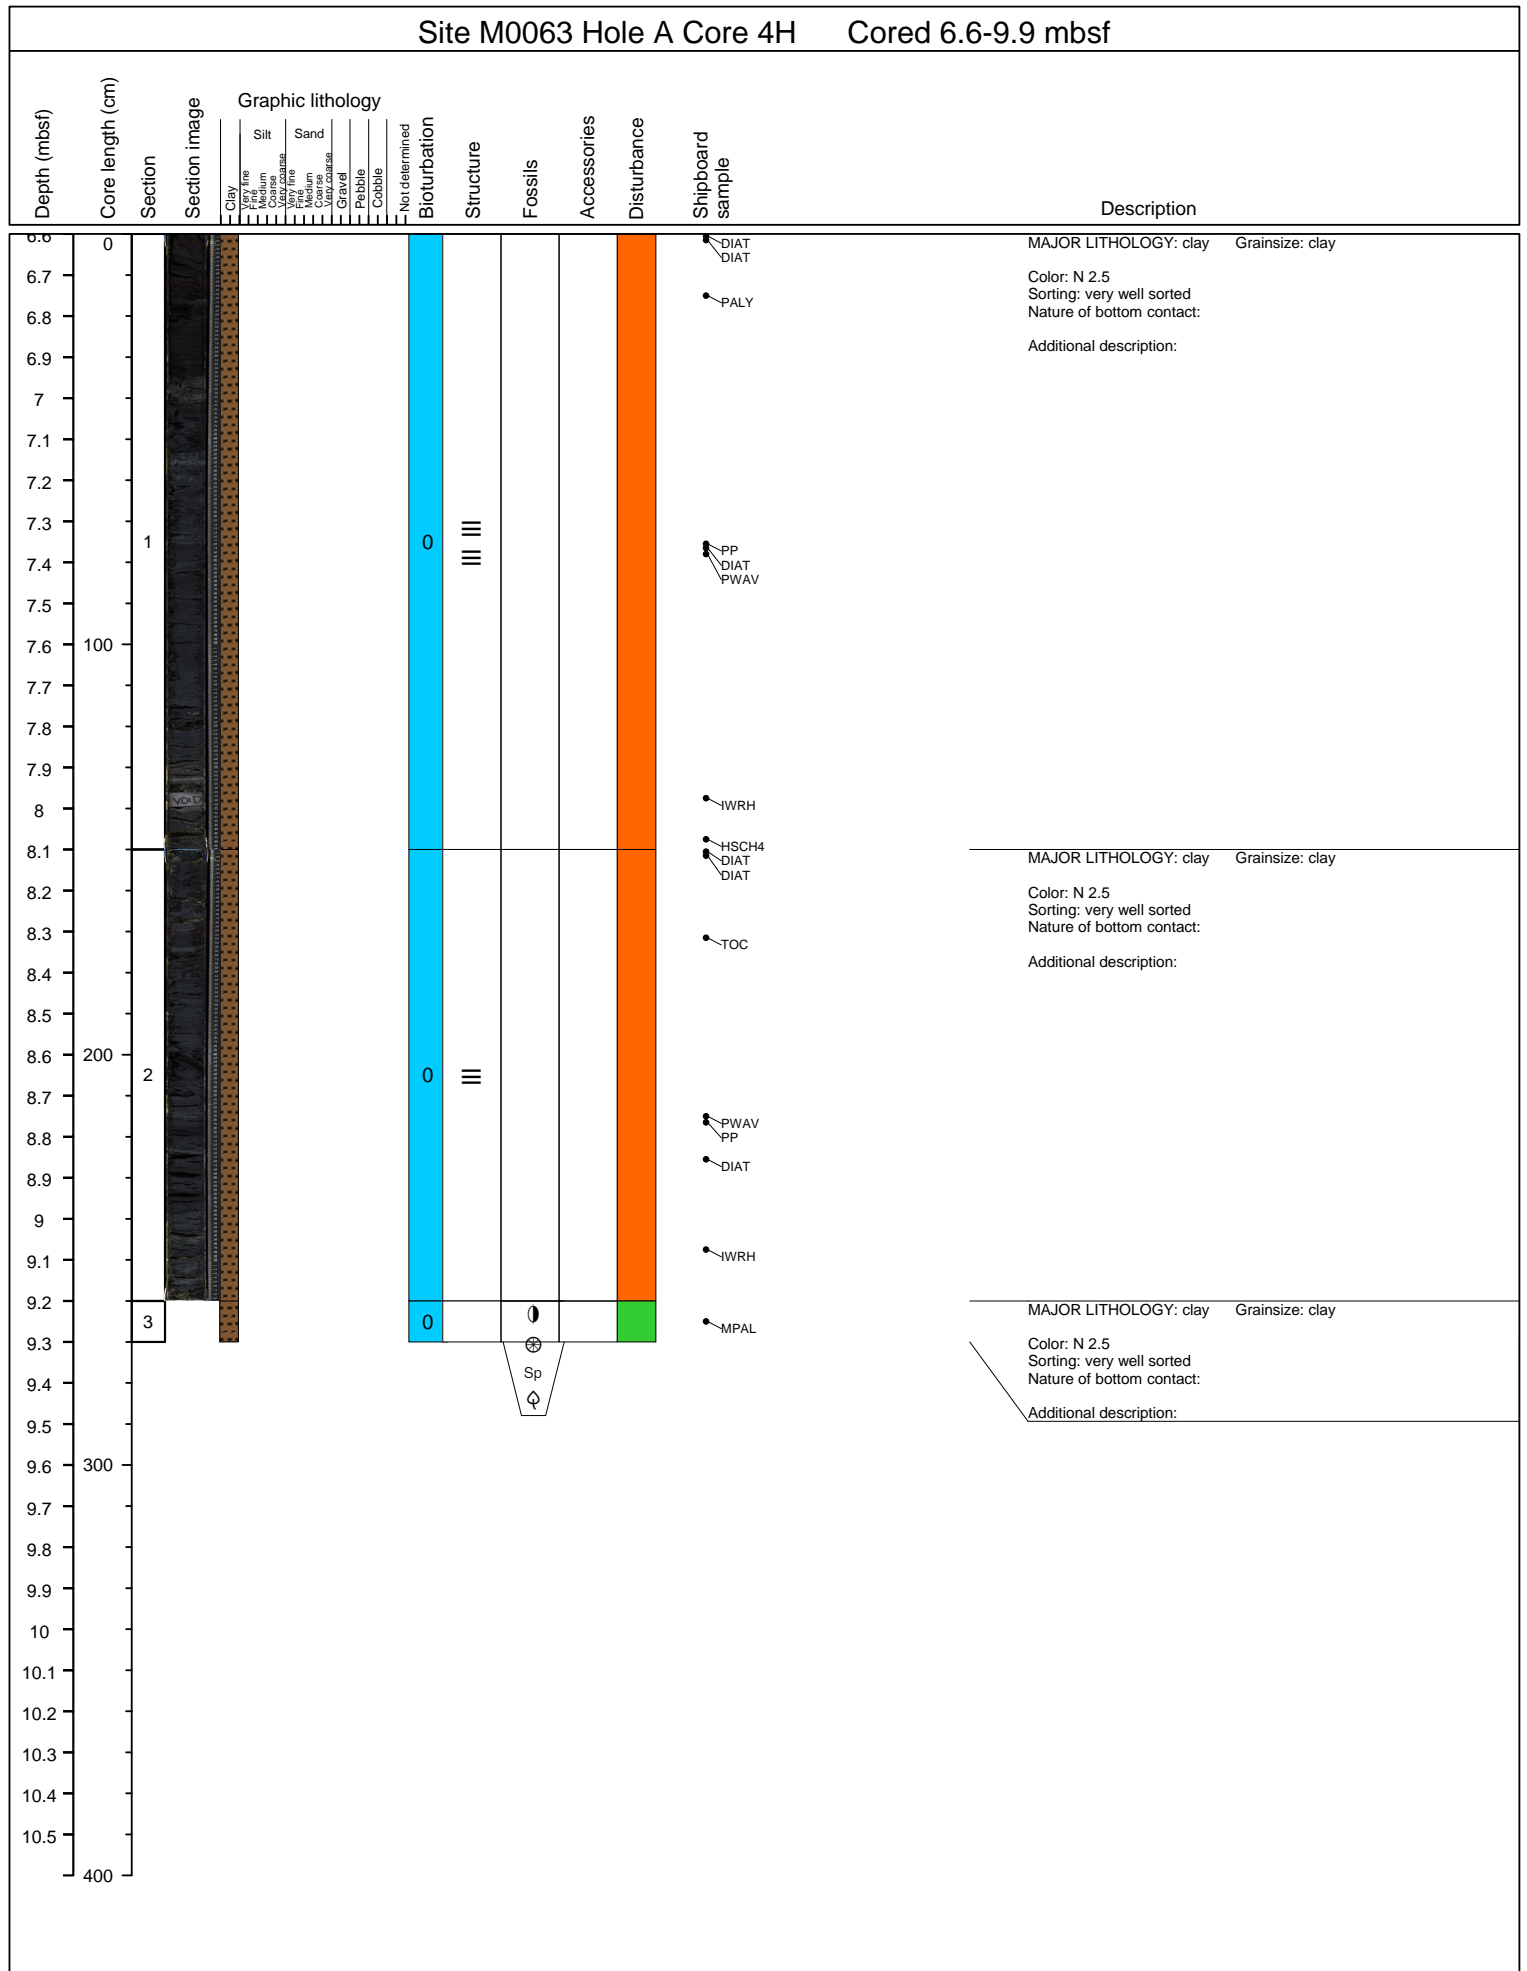 Site M0063 Hole A Core 4H Cored 6.6-9.9 mbsf
Depth (mbsf)
Core length (cm)
Section
Section image
Graphic lithology
Clay
Silt
Very fine
Fine
Medium
Coarse
Very coarse
Sand
Very fine
Fine
Medium
Coarse
Very coarse
Gravel
Pebble
Cobble
Not determined
Bioturbation
Structure
Fossils
Accessories
Disturbance
Shipboard
sample
Description
6.6 0 DIAT MAJOR LITHOLOGY: clay Grainsize: clay
DIAT
6.7 Color: N 2.5
Sorting: very well sorted
PALY
6.8 Nature of bottom contact:
6.9 Additional description:
7
7.1
7.2
7.3
1 0
PP
7.4 DIAT
PWAV
7.5
7.6 100
7.7
7.8
7.9
VOID
8 IWRH
HSCH4
8.1 DIAT MAJOR LITHOLOGY: clay Grainsize: clay
DIAT
8.2 Color: N 2.5
Sorting: very well sorted
8.3 Nature of bottom contact:
TOC
8.4 Additional description:
8.5
8.6 200
2 0
8.7
PWAV
8.8 PP
DIAT
8.9
9
9.1 IWRH
9.2 MAJOR LITHOLOGY: clay Grainsize: clay
3 0 MPAL
9.3 Color: N 2.5
Sorting: very well sorted
9.4 Sp Nature of bottom contact:
Additional description:
9.5
9.6 300
9.7
9.8
9.9
10
10.1
10.2
10.3
10.4
10.5
400